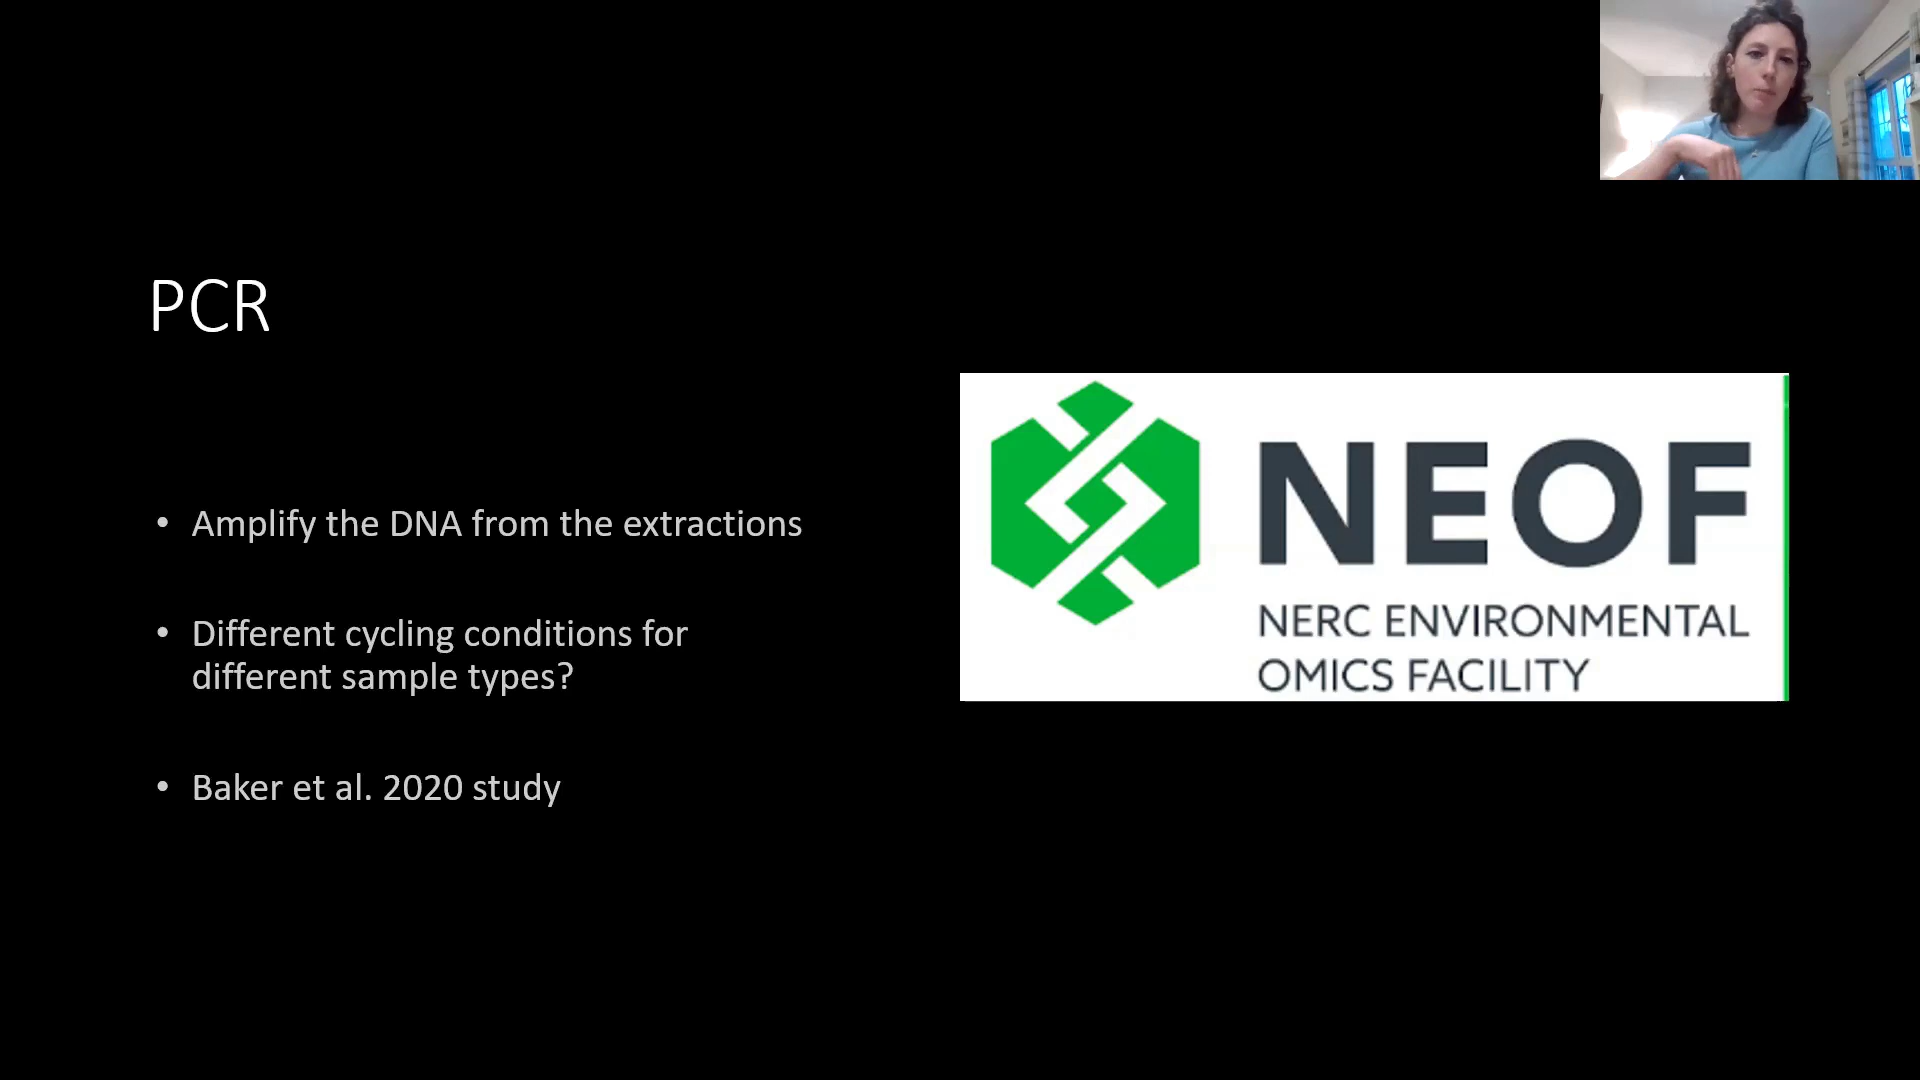 PCR
• Amplify the DNA from the extractions
• Different cycling conditions for
different sample types?
• Baker et al. 2020 study
NEOF
NERC ENVIRONMENTAL
OMICS FACILITY